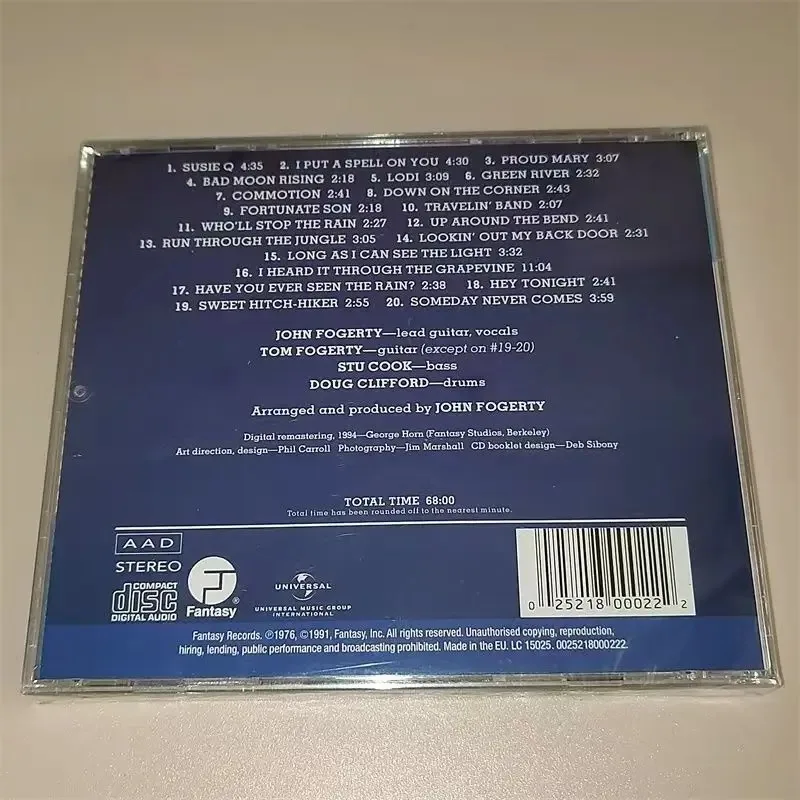 1. SUSIE Q 4:35 2. I PUT A SPELL ON YOU 4:30 3. PROUD MARY 3:07
4. BAD MOON RISING 2:18 5. LODI 3:09 6. GREEN RIVER 2:32
7. COMMOTION 2:41 8. DOWN ON THE CORNER 2:43
9. FORTUNATE SON 2:18 10. TRAVELIN' BAND 2:07
11. WHO'LL STOP THE RAIN 2:27 12. UP AROUND THE BEND 2:41
13. RUN THROUGH THE JUNGLE 3:05 14. LOOKIN' OUT MY BACK DOOR 2:31
15. LONG AS I CAN SEE THE LIGHT 3:32
16. I HEARD IT THROUGH THE GRAPEVINE 11:04
17. HAVE YOU EVER SEEN THE RAIN? 2:38 18. HEY TONIGHT 2:41
19. SWEET HITCH-HIKER 2:55 20. SOMEDAY NEVER COMES 3:59
JOHN FOGERTY—lead guitar, vocals
TOM FOGERTY—guitar (except on #19-20)
STU COOK—bass
DOUG CLIFFORD—drums
Arranged and produced by JOHN FOGERTY
Digital remastering, 1994—George Horn (Fantasy Studios, Berkeley)
Art direction, design—Phil Carroll Photography—Jim Marshall CD booklet design—Deb Sibony
TOTAL TIME 68:00
Total time has been rounded off to the nearest minute.
AAD
STEREO
COMPACT
disc
DIGITAL AUDIO
Fantasy®
UNIVERSAL
UNIVERSAL MUSIC GROUP
INTERNATIONAL
0 25218 00022 2
Fantasy Records. ℗1976, ©1991, Fantasy, Inc. All rights reserved. Unauthorised copying, reproduction,
hiring, lending, public performance and broadcasting prohibited. Made in the EU. LC 15025. 0025218000222.